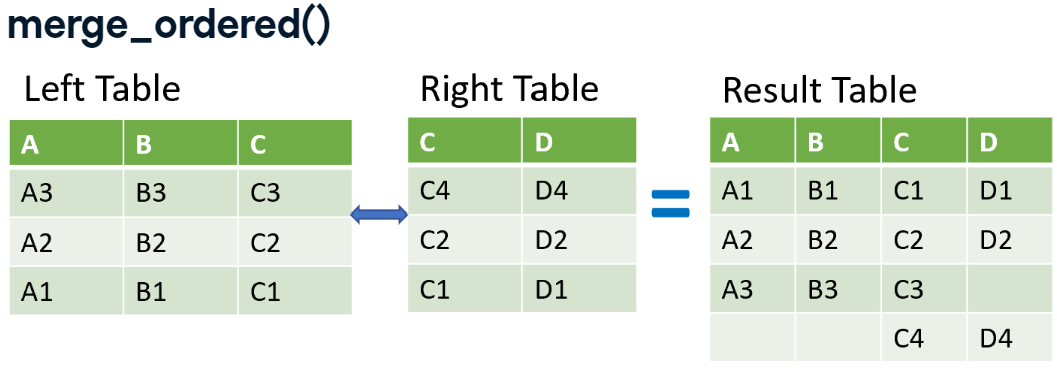 merge_ordered()
Left Table
Right Table
Result Table
A B C
C D
A B C D
A3 B3 C3
C4 D4
A1 B1 C1 D1
A2 B2 C2
C2 D2
=
A2 B2 C2 D2
A1 B1 C1
C1 D1
A3 B3 C3
C4 D4